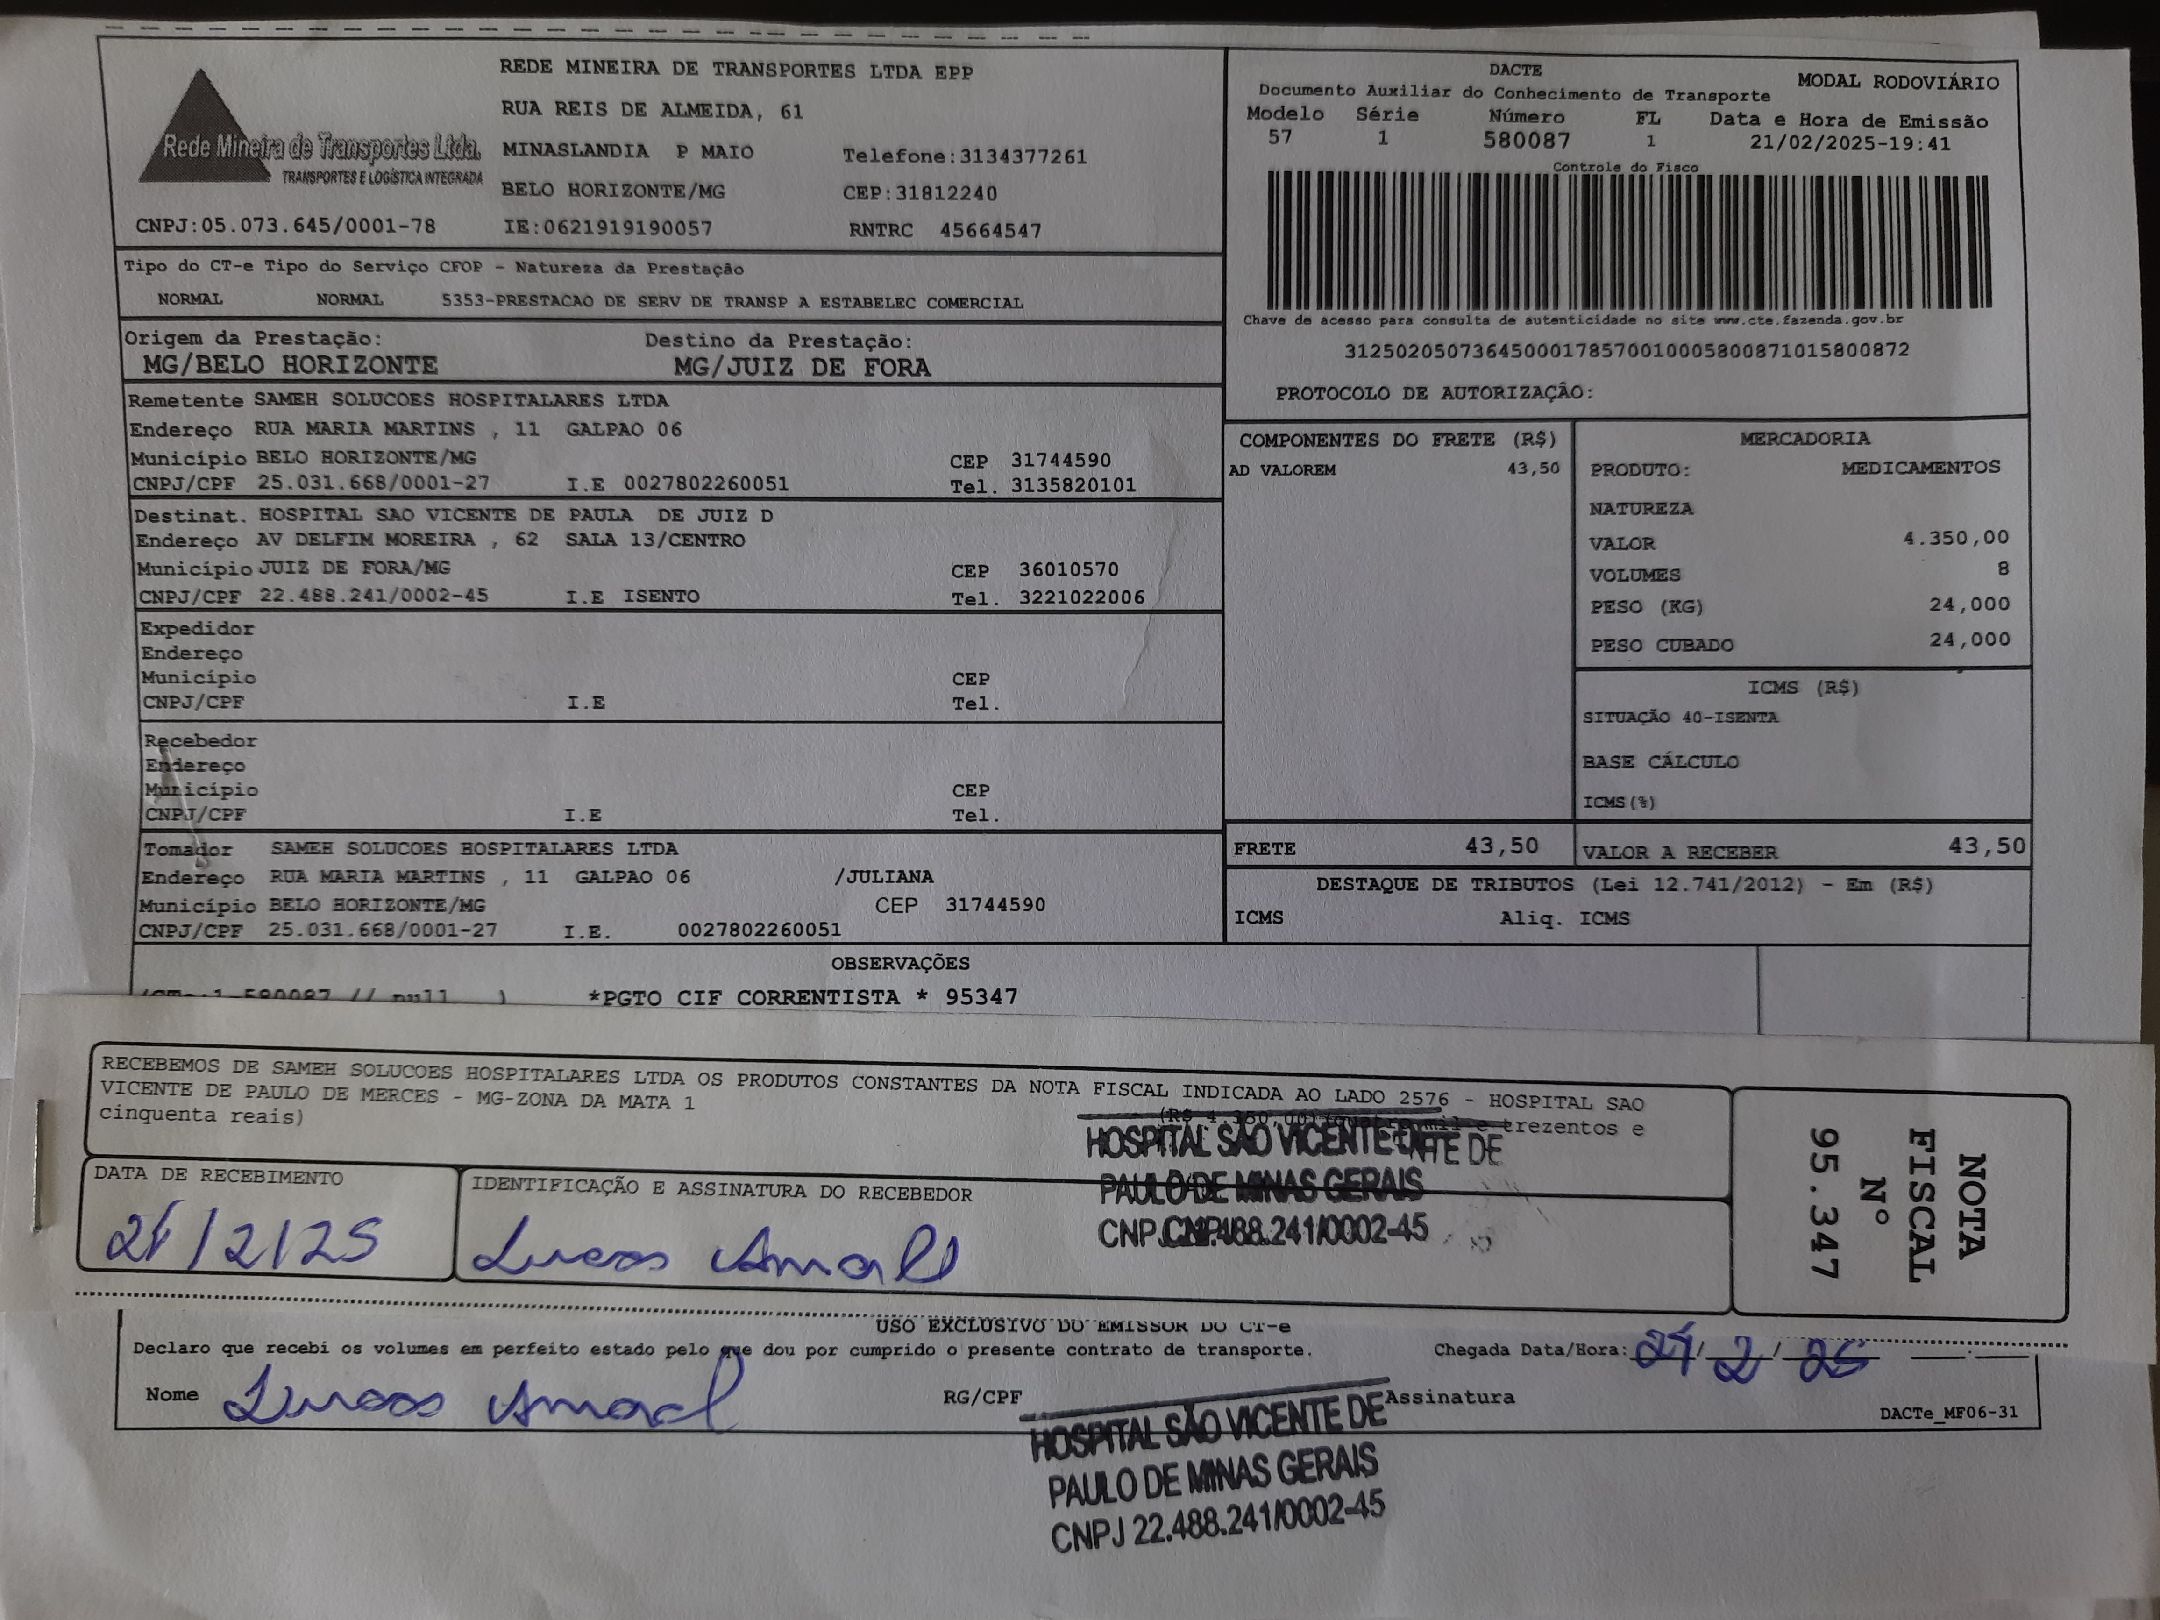 Rede Mineira de Transportes Ltda.
TRANSPORTES E LOGÍSTICA INTEGRADA
CNPJ:05.073.645/0001-78
REDE MINEIRA DE TRANSPORTES LTDA EPP
RUA REIS DE ALMEIDA, 61
MINASLANDIA P MAIO Telefone:3134377261
BELO HORIZONTE/MG CEP:31812240
IE:0621919190057 RNTRC 45664547
DACTE MODAL RODOVIÁRIO
Documento Auxiliar do Conhecimento de Transporte
Modelo Série Número FL Data e Hora de Emissão
57 1 580087 1 21/02/2025-19:41
Controle do Fisco
Chave de acesso para consulta de autenticidade no site www.cte.fazenda.gov.br
31250205073645000178570010005800871015800872
PROTOCOLO DE AUTORIZAÇÃO:
Tipo do CT-e Tipo do Serviço CFOP - Natureza da Prestação
NORMAL NORMAL 5353-PRESTACAO DE SERV DE TRANSP A ESTABELEC COMERCIAL
Origem da Prestação: Destino da Prestação:
MG/BELO HORIZONTE MG/JUIZ DE FORA
Remetente SAMEH SOLUCOES HOSPITALARES LTDA
Endereço RUA MARIA MARTINS , 11 GALPAO 06
Município BELO HORIZONTE/MG CEP 31744590
CNPJ/CPF 25.031.668/0001-27 I.E 0027802260051 Tel. 3135820101
Destinat. HOSPITAL SAO VICENTE DE PAULA DE JUIZ D
Endereço AV DELFIM MOREIRA , 62 SALA 13/CENTRO
Município JUIZ DE FORA/MG CEP 36010570
CNPJ/CPF 22.488.241/0002-45 I.E ISENTO Tel. 3221022006
Expedidor
Endereço
Município CEP
CNPJ/CPF I.E Tel.
Recebedor
Endereço
Município CEP
CNPJ/CPF I.E Tel.
Tomador SAMEH SOLUCOES HOSPITALARES LTDA
Endereço RUA MARIA MARTINS , 11 GALPAO 06 /JULIANA
Município BELO HORIZONTE/MG CEP 31744590
CNPJ/CPF 25.031.668/0001-27 I.E. 0027802260051
COMPONENTES DO FRETE (R$)
AD VALOREM 43,50
MERCADORIA
PRODUTO: MEDICAMENTOS
NATUREZA
VALOR 4.350,00
VOLUMES 8
PESO (KG) 24,000
PESO CUBADO 24,000
ICMS (R$)
SITUAÇÃO 40-ISENTA
BASE CÁLCULO
ICMS(%)
FRETE 43,50 VALOR A RECEBER 43,50
DESTAQUE DE TRIBUTOS (Lei 12.741/2012) - Em (R$)
ICMS Aliq. ICMS
OBSERVAÇÕES
(CTe:1-580087 // null ) *PGTO CIF CORRENTISTA * 95347
RECEBEMOS DE SAMEH SOLUCOES HOSPITALARES LTDA OS PRODUTOS CONSTANTES DA NOTA FISCAL INDICADA AO LADO 2576 - HOSPITAL SAO
VICENTE DE PAULO DE MERCES - MG-ZONA DA MATA 1 (R$ 4.350,00)(quatro mil e trezentos e
cinquenta reais)
HOSPITAL SÃO VICENTE DE
PAULO DE MINAS GERAIS
CNPJ 22.488.241/0002-45
NOTA
FISCAL
Nº
95.347
DATA DE RECEBIMENTO
IDENTIFICAÇÃO E ASSINATURA DO RECEBEDOR
/2/25
Lucas
USO EXCLUSIVO DO EMISSOR DO CT-e
Declaro que recebi os volumes em perfeito estado pelo que dou por cumprido o presente contrato de transporte. Chegada Data/Hora: / 2 / 25
Nome Lucas RG/CPF Assinatura
DACTe_MF06-31
HOSPITAL SÃO VICENTE DE
PAULO DE MINAS GERAIS
CNPJ 22.488.241/0002-45